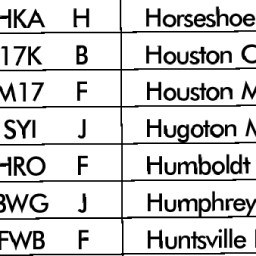 HKA H Horseshoe
17K B Houston
M17 F Houston
SYI J Hugoton
HRO F Humboldt
BWG J Humphrey
FWB F Huntsville